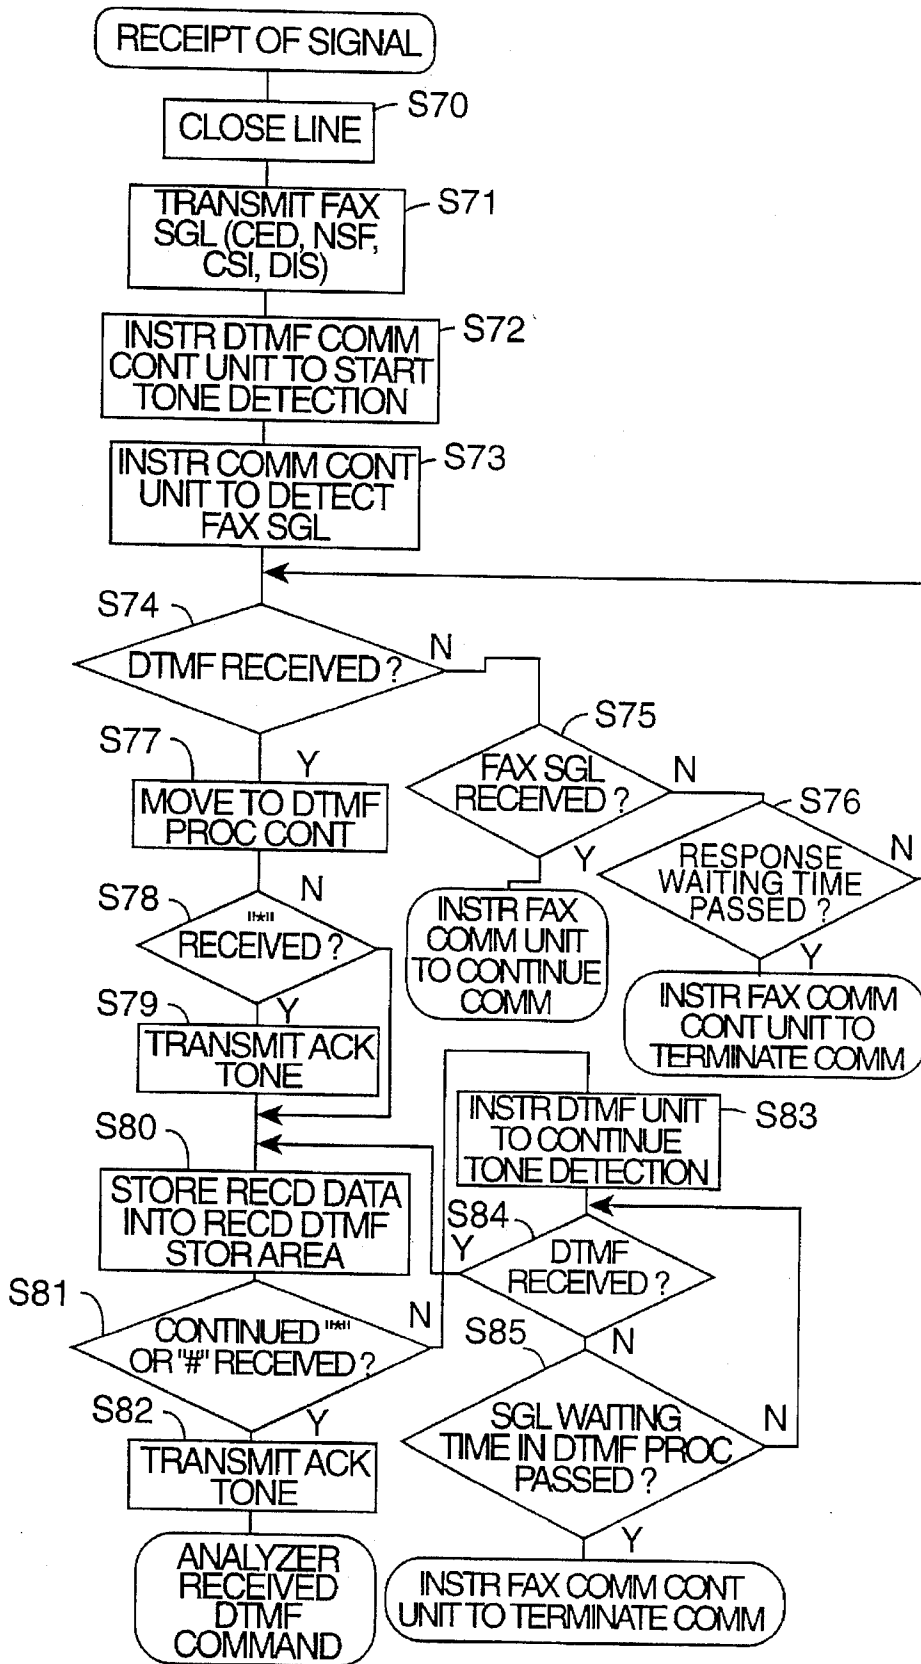 RECEIPT OF SIGNAL
S70
CLOSE LINE
S71
TRANSMIT FAX
SGL (CED, NSF,
CSI, DIS)
S72
INSTR DTMF COMM
CONT UNIT TO START
TONE DETECTION
S73
INSTR COMM CONT
UNIT TO DETECT
FAX SGL
S74
N
DTMF RECEIVED ?
S75
S77
Y
FAX SGL
RECEIVED ?
N
S76
MOVE TO DTMF
PROC CONT
Y
RESPONSE
WAITING TIME
PASSED ?
N
S78
N
"*"
RECEIVED ?
INSTR FAX
COMM UNIT
TO CONTINUE
COMM
Y
S79
Y
INSTR FAX COMM
CONT UNIT TO
TERMINATE COMM
TRANSMIT ACK
TONE
S83
INSTR DTMF UNIT
TO CONTINUE
TONE DETECTION
S80
STORE RECD DATA
INTO RECD DTMF
STOR AREA
S84
Y
DTMF
RECEIVED ?
S81
N
CONTINUED "*"
OR "#" RECEIVED ?
S85
N
S82
Y
SGL WAITING
TIME IN DTMF PROC
PASSED ?
N
TRANSMIT ACK
TONE
Y
ANALYZER
RECEIVED
DTMF
COMMAND
INSTR FAX COMM CONT
UNIT TO TERMINATE COMM